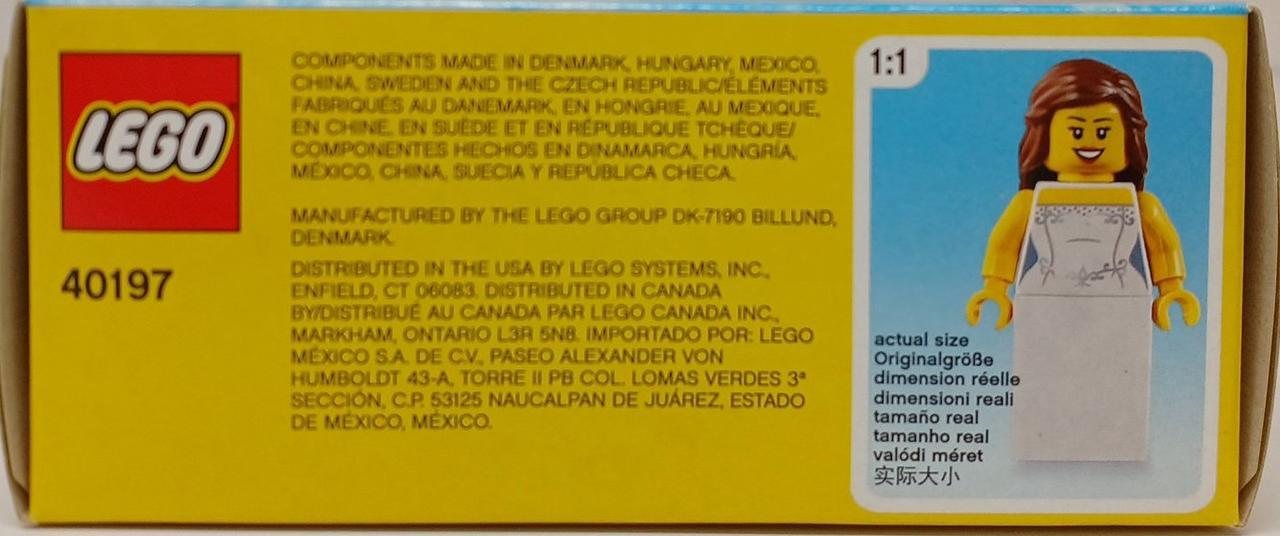 LEGO
40197
COMPONENTS MADE IN DENMARK, HUNGARY, MEXICO,
CHINA, SWEDEN AND THE CZECH REPUBLIC/ÉLÉMENTS
FABRIQUÉS AU DANEMARK, EN HONGRIE, AU MEXIQUE,
EN CHINE, EN SUÈDE ET EN RÉPUBLIQUE TCHÈQUE/
COMPONENTES HECHOS EN DINAMARCA, HUNGRÍA,
MÉXICO, CHINA, SUECIA Y REPÚBLICA CHECA.
MANUFACTURED BY THE LEGO GROUP DK-7190 BILLUND,
DENMARK.
DISTRIBUTED IN THE USA BY LEGO SYSTEMS, INC.,
ENFIELD, CT 06083. DISTRIBUTED IN CANADA
BY/DISTRIBUÉ AU CANADA PAR LEGO CANADA INC.,
MARKHAM, ONTARIO L3R 5N8. IMPORTADO POR: LEGO
MÉXICO S.A. DE C.V., PASEO ALEXANDER VON
HUMBOLDT 43-A, TORRE II PB COL. LOMAS VERDES 3ª
SECCIÓN, C.P. 53125 NAUCALPAN DE JUÁREZ, ESTADO
DE MÉXICO, MÉXICO.
1:1
actual size
Originalgröße
dimension réelle
dimensioni reali
tamaño real
tamanho real
valódi méret
实际大小